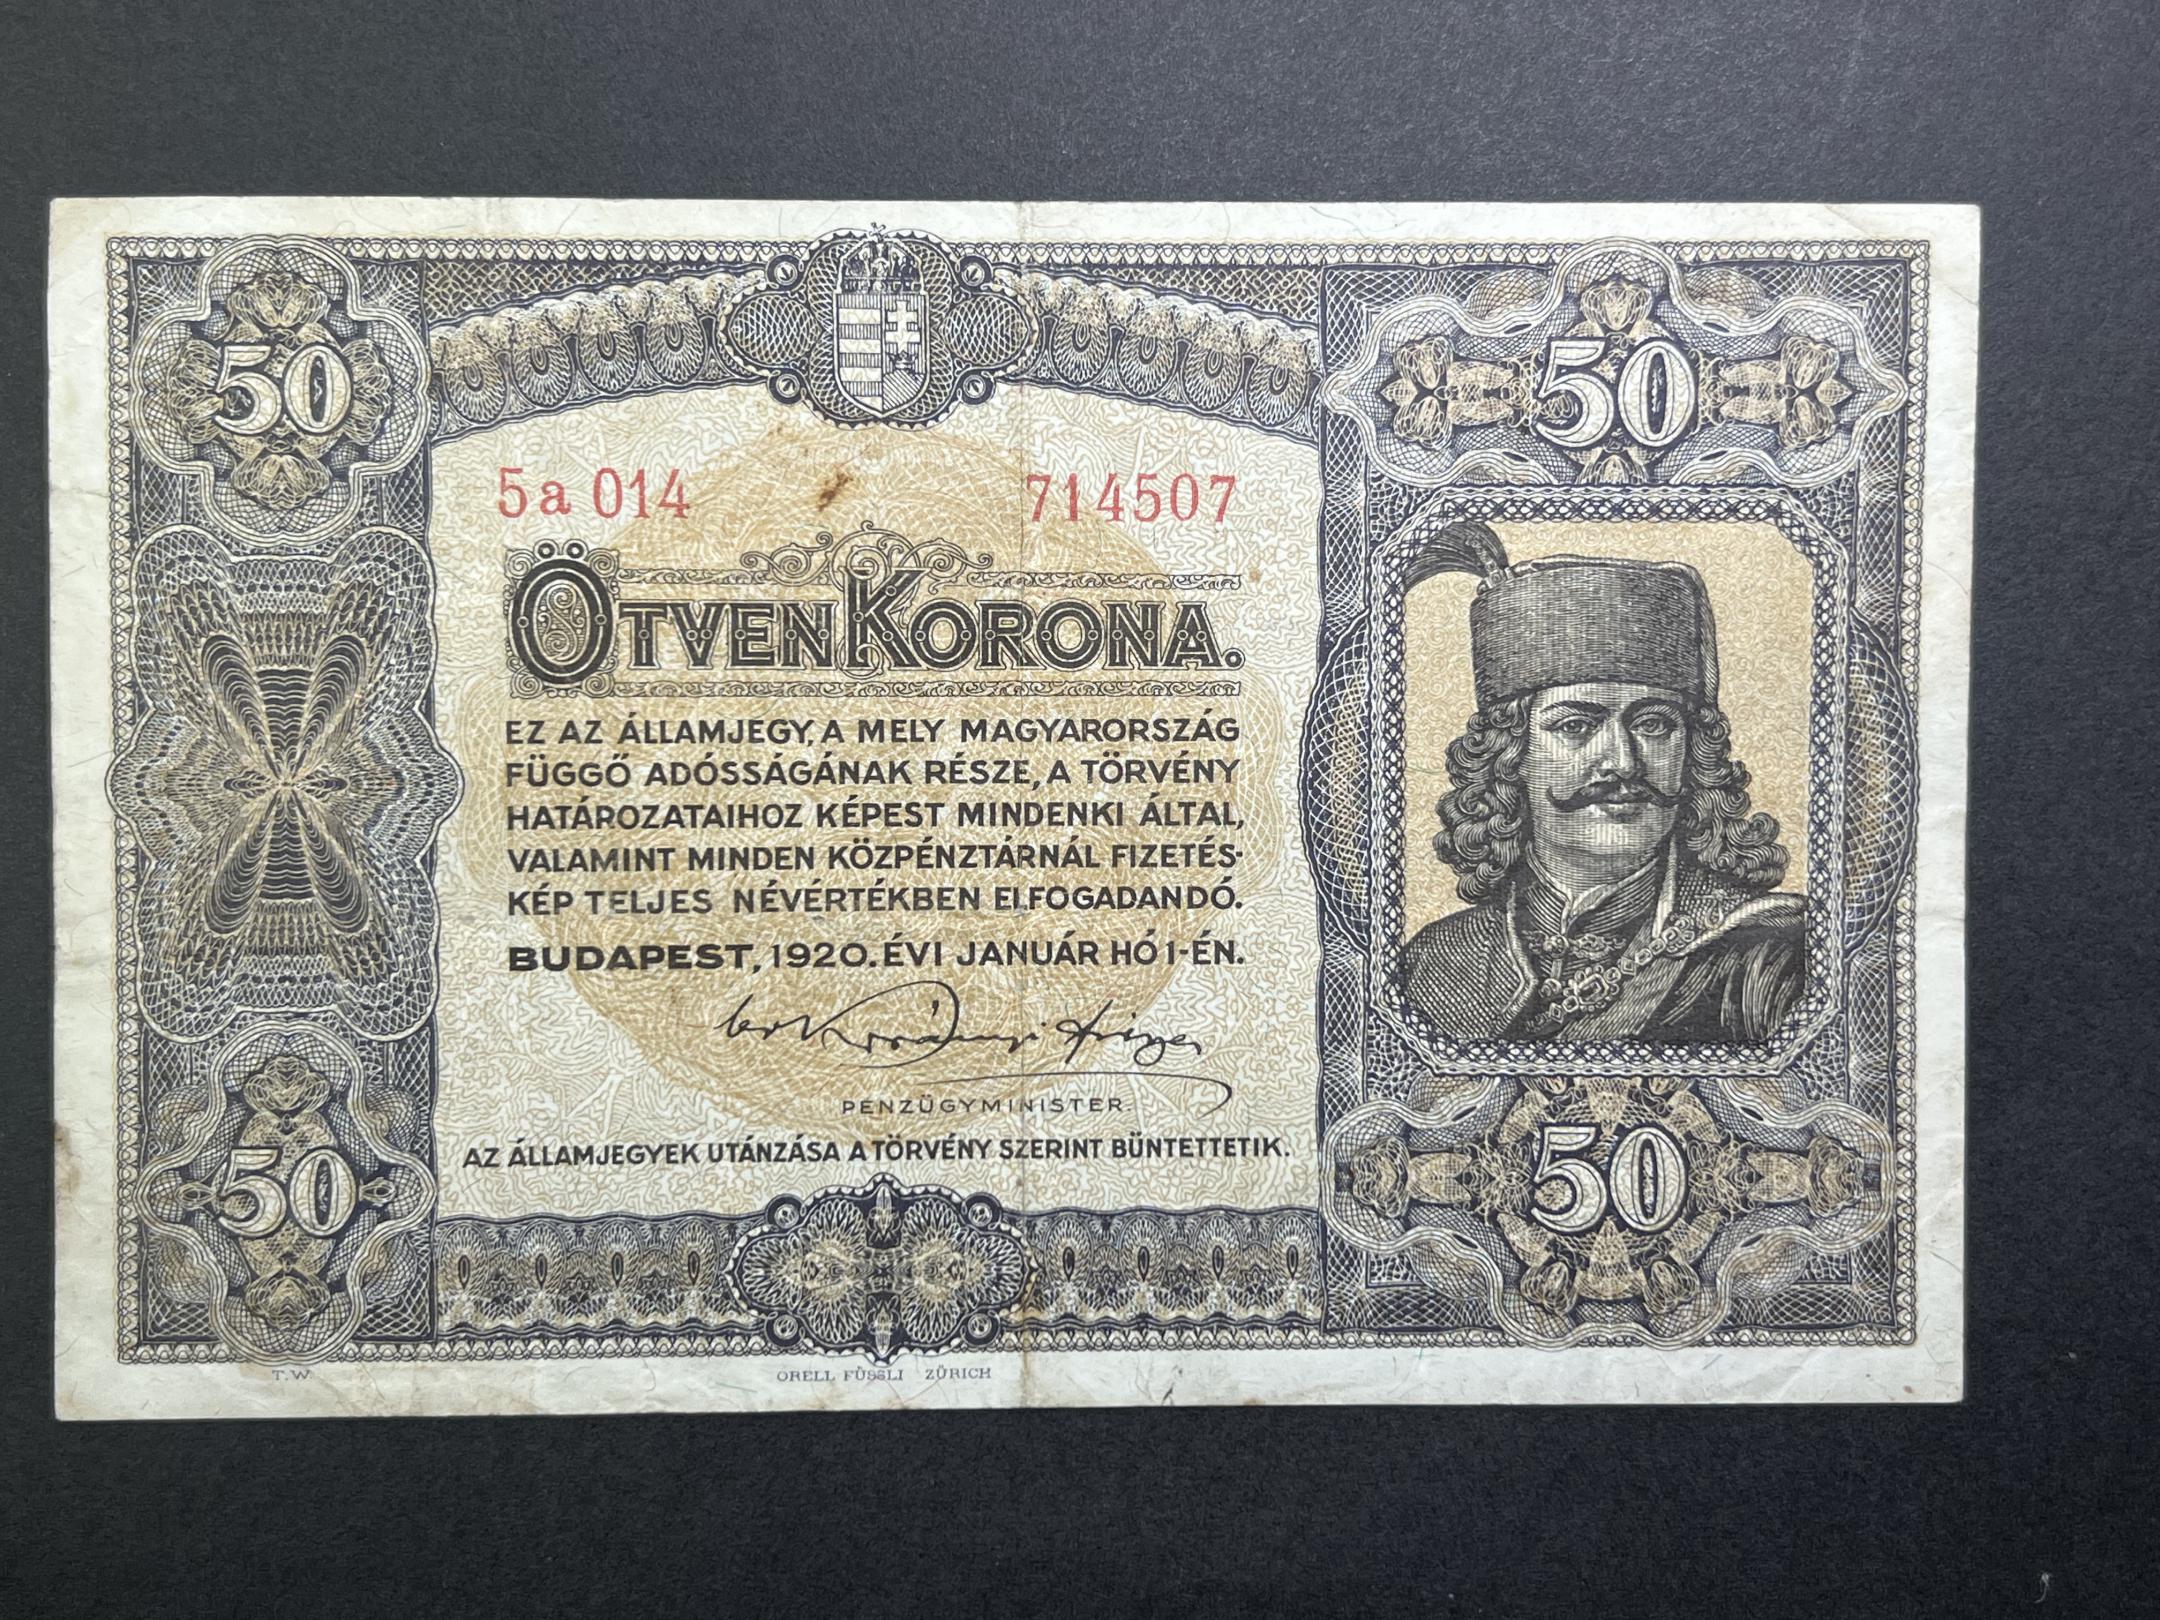 50
50
5a 014 714507
ÖTVEN KORONA.
EZ AZ ÁLLAMJEGY, A MELY MAGYARORSZÁG
FÜGGŐ ADÓSSÁGÁNAK RÉSZE, A TÖRVÉNY
HATÁROZATAIHOZ KÉPEST MINDENKI ÁLTAL,
VALAMINT MINDEN KÖZPÉNZTÁRNÁL FIZETÉS-
KÉP TELJES NÉVÉRTÉKBEN ELFOGADANDÓ.
BUDAPEST, 1920. ÉVI JANUÁR HÓ 1-ÉN.
Korányi Frigyes
PENZÜGYMINISTER.
AZ ÁLLAMJEGYEK UTÁNZÁSA A TÖRVÉNY SZERINT BÜNTETTETIK.
50
50
T.W. ORELL FÜSSLI ZÜRICH